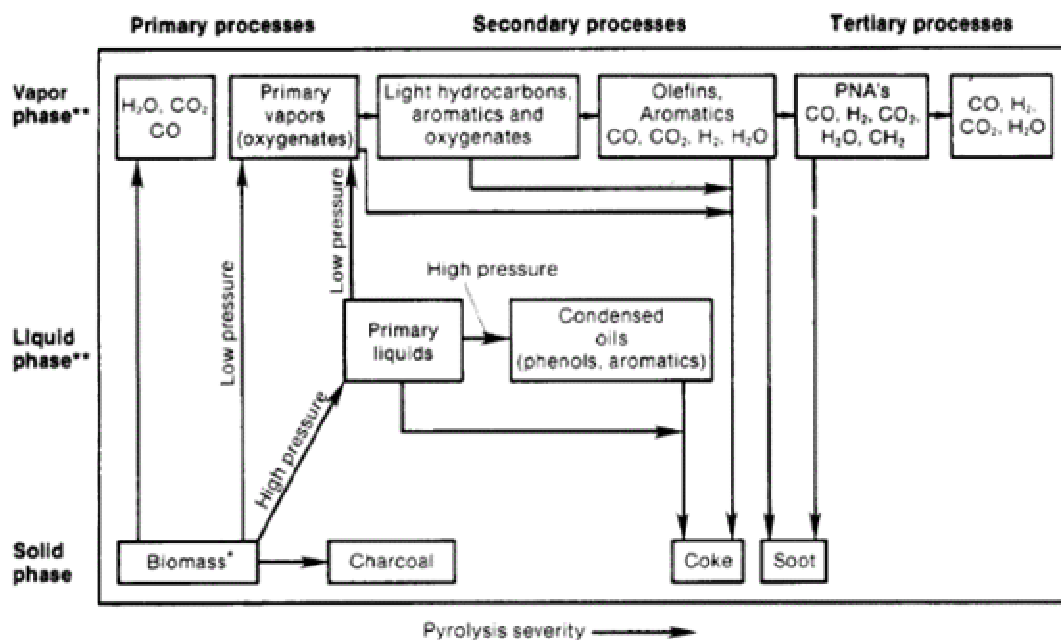 Primary processes
Secondary processes
Tertiary processes
Vapor
phase**
H₂O, CO₂
CO
Primary
vapors
(oxygenates)
Light hydrocarbons,
aromatics and
oxygenates
Olefins,
Aromatics
CO, CO₂, H₂, H₂O
PNA's
CO, H₂, CO₂,
H₂O, CH₂
CO, H₂,
CO₂, H₂O
Low pressure
Low pressure
High pressure
High pressure
Liquid
phase**
Primary
liquids
Condensed
oils
(phenols, aromatics)
Solid
phase
Biomass*
Charcoal
Coke
Soot
Pyrolysis severity